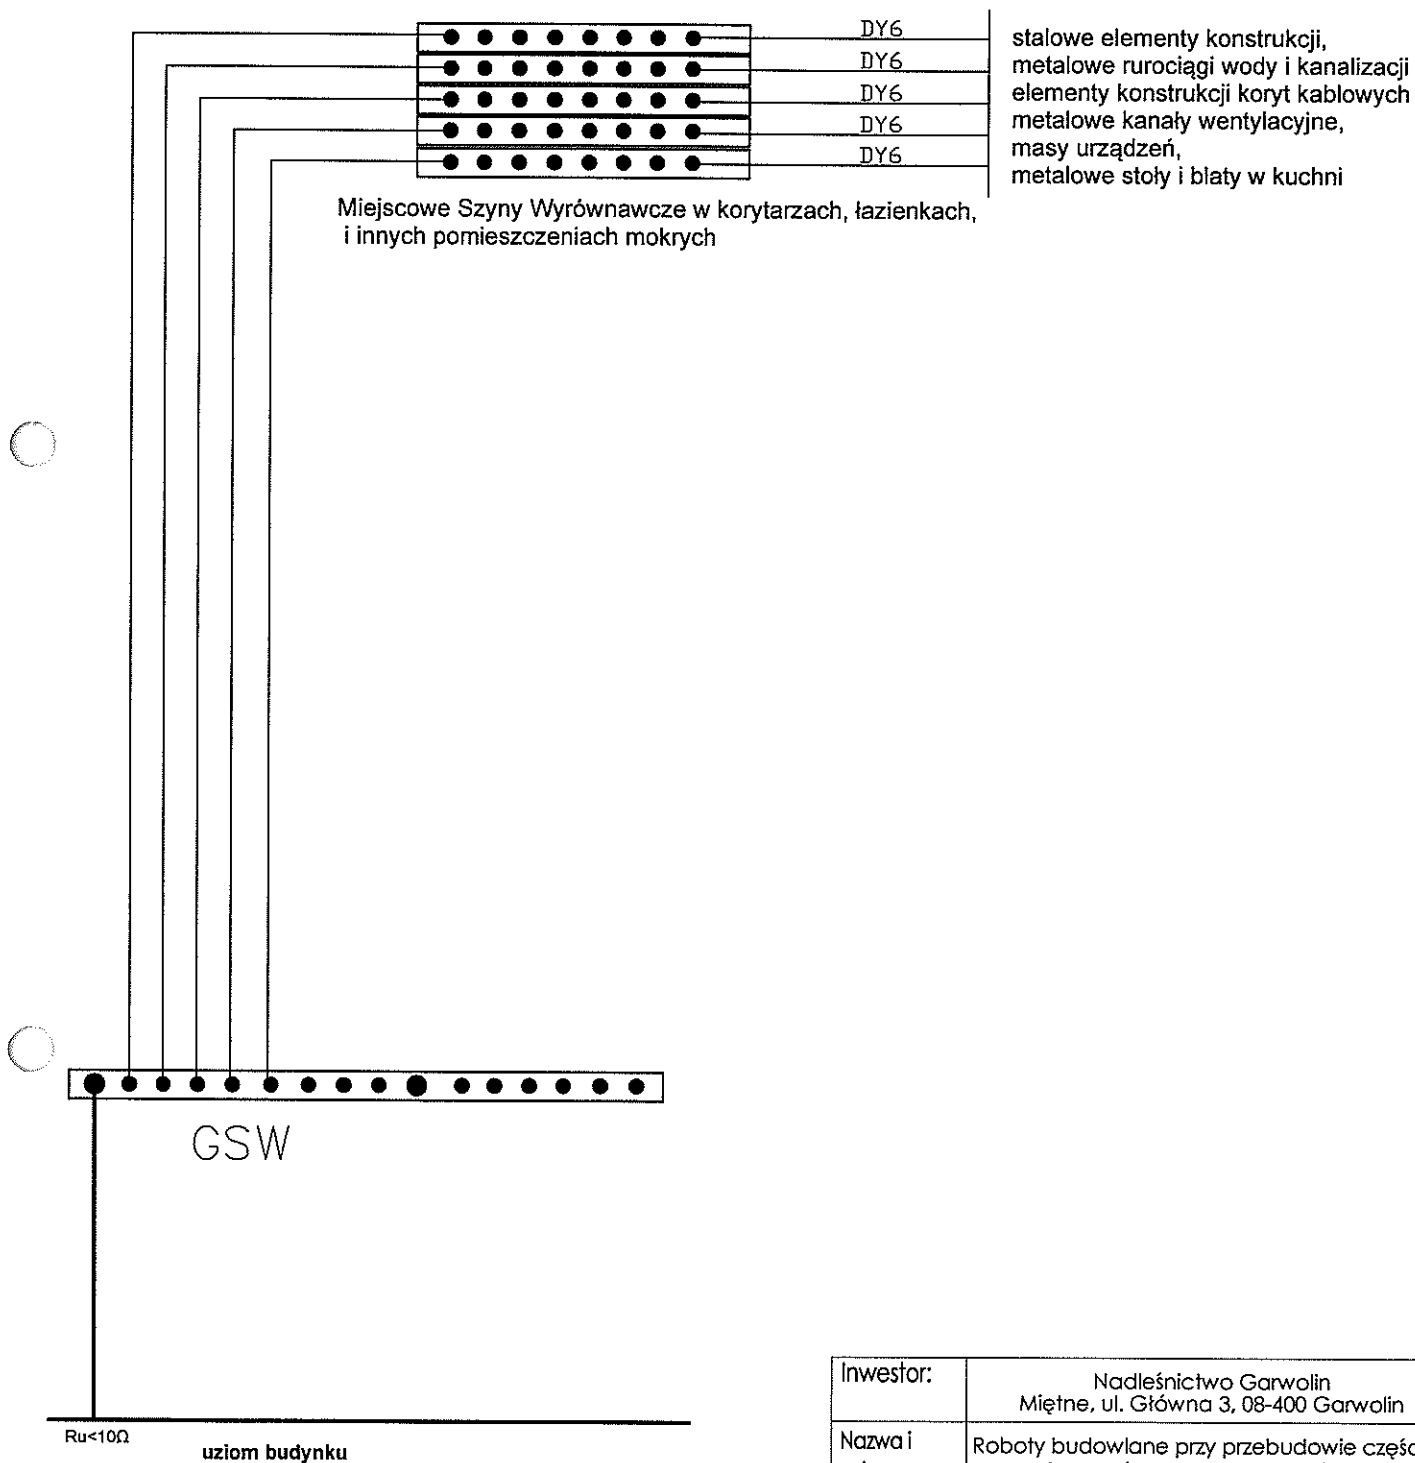 DY6
DY6
DY6
DY6
DY6
stalowe elementy konstrukcji,
metalowe rurociągi wody i kanalizacji
elementy konstrukcji koryt kablowych
metalowe kanały wentylacyjne,
masy urządzeń,
metalowe stoły i blaty w kuchni
Miejscowe Szyny Wyrównawcze w korytarzach, łazienkach,
i innych pomieszczeniach mokrych
GSW
Ru<10Ω
uziom budynku
Inwestor:
Nadleśnictwo Garwolin
Miętne, ul. Główna 3, 08-400 Garwolin
Nazwa i
Roboty budowlane przy przebudowie